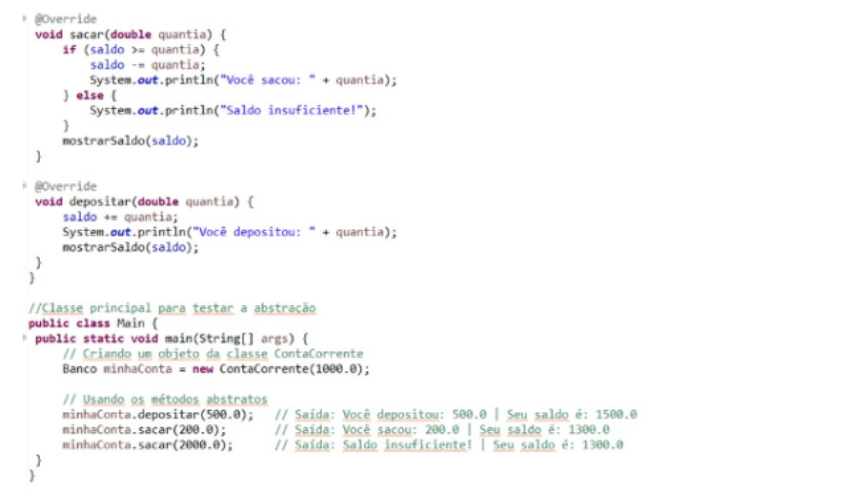 @Override
void sacar(double quantia) {
if (saldo >= quantia) {
saldo -= quantia;
System.out.println("Você sacou: " + quantia);
} else {
System.out.println("Saldo insuficiente!");
}
mostrarSaldo(saldo);
}
@Override
void depositar(double quantia) {
saldo += quantia;
System.out.println("Você depositou: " + quantia);
mostrarSaldo(saldo);
}
}
//Classe principal para testar a abstração
public class Main {
public static void main(String[] args) {
// Criando um objeto da classe ContaCorrente
Banco minhaConta = new ContaCorrente(1000.0);
// Usando os métodos abstratos
minhaConta.depositar(500.0); // Saída: Você depositou: 500.0 | Seu saldo é: 1500.0
minhaConta.sacar(200.0); // Saída: Você sacou: 200.0 | Seu saldo é: 1300.0
minhaConta.sacar(2000.0); // Saída: Saldo insuficiente! | Seu saldo é: 1300.0
}
}